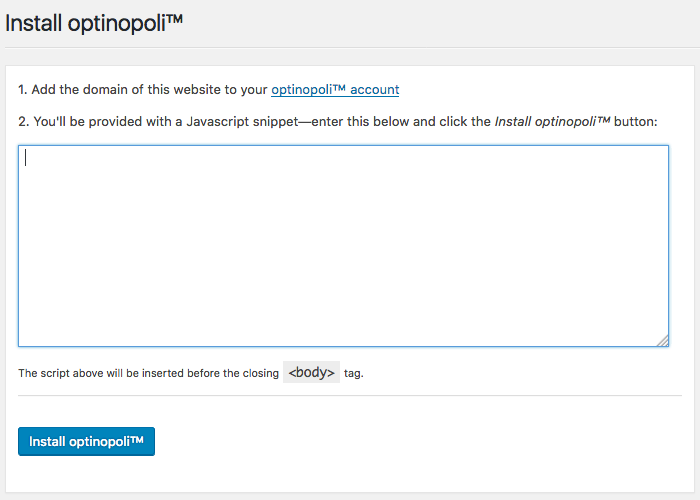 Install optinopoli™
1. Add the domain of this website to your optinopoli™ account
2. You'll be provided with a Javascript snippet—enter this below and click the Install optinopoli™ button:
The script above will be inserted before the closing <body> tag.
Install optinopoli™